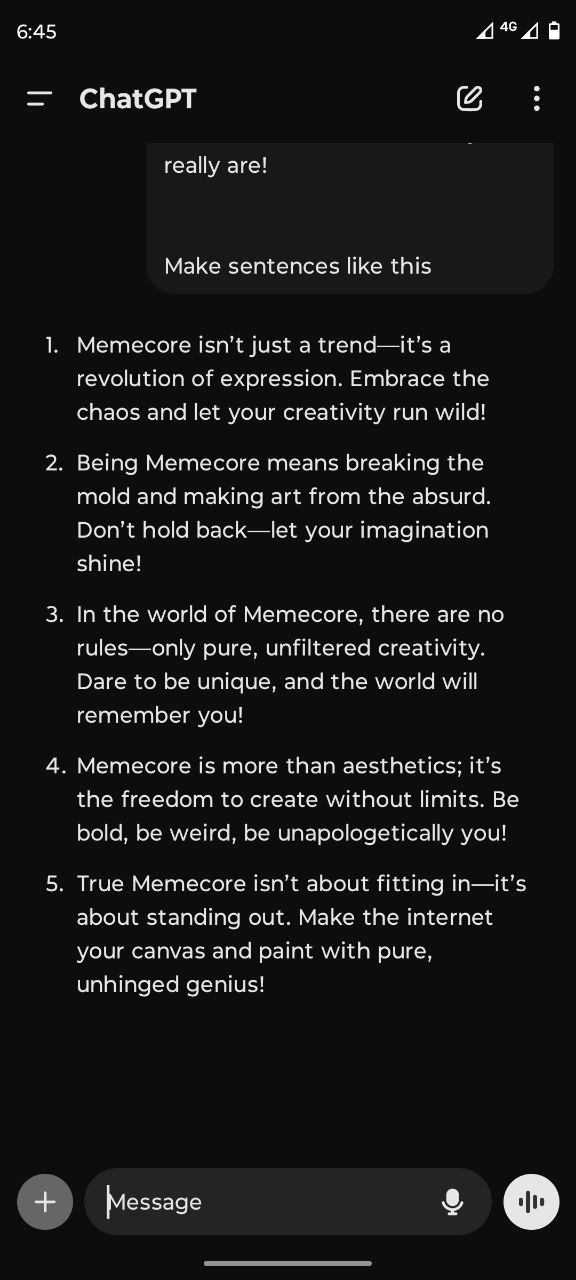 6:45
4G
ChatGPT
really are!
Make sentences like this
1. Memecore isn’t just a trend—it’s a
revolution of expression. Embrace the
chaos and let your creativity run wild!
2. Being Memecore means breaking the
mold and making art from the absurd.
Don’t hold back—let your imagination
shine!
3. In the world of Memecore, there are no
rules—only pure, unfiltered creativity.
Dare to be unique, and the world will
remember you!
4. Memecore is more than aesthetics; it’s
the freedom to create without limits. Be
bold, be weird, be unapologetically you!
5. True Memecore isn’t about fitting in—it’s
about standing out. Make the internet
your canvas and paint with pure,
unhinged genius!
Message